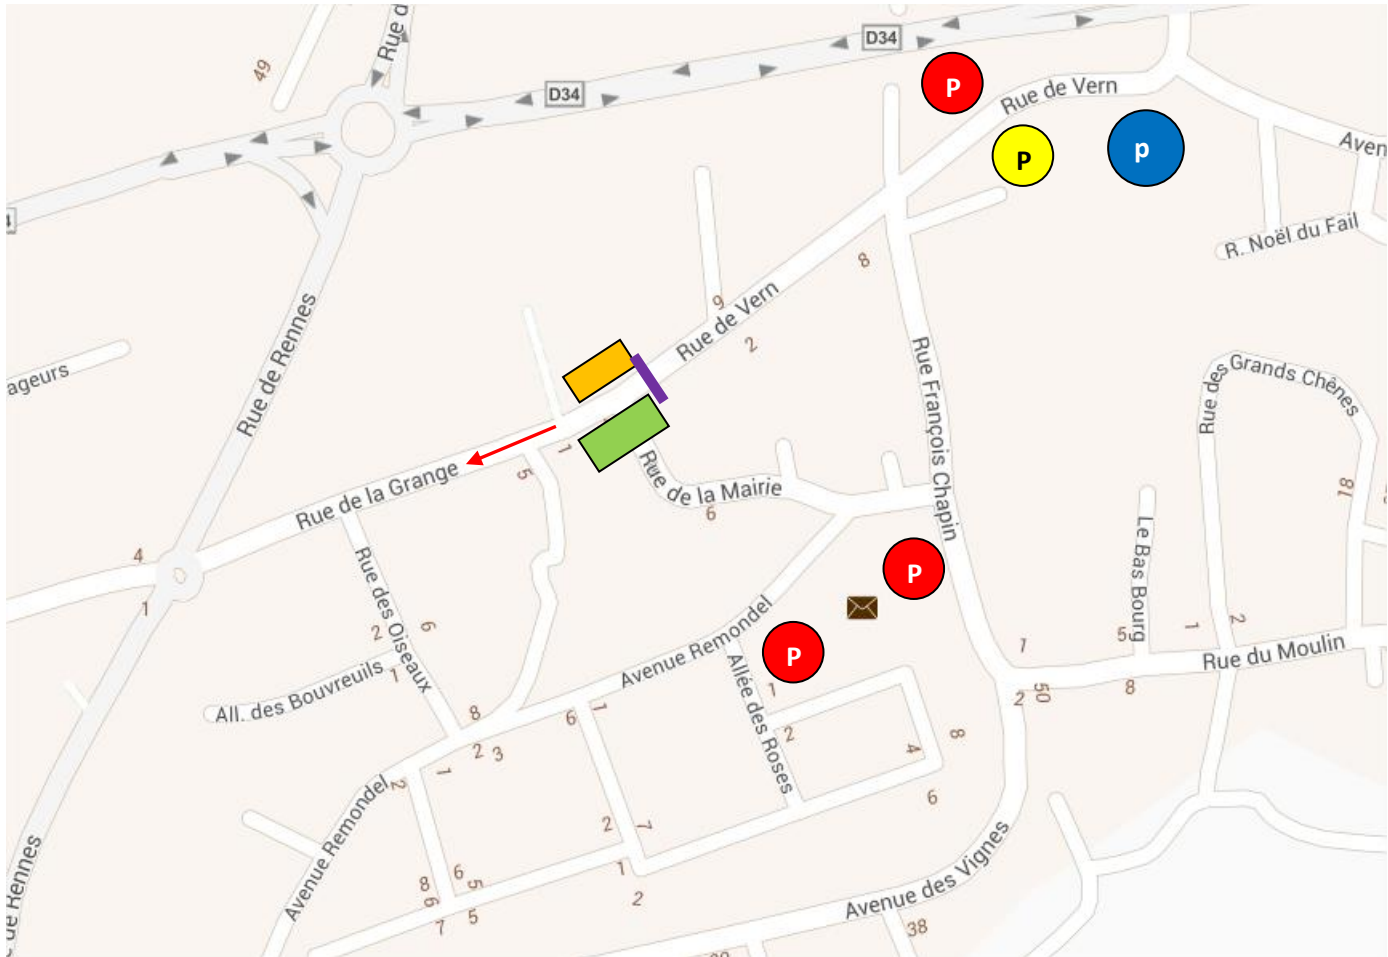 Rue d
49
D34
D34
P
Rue de Vern
P
p
Aven
4
R. Noël du Fail
8
Rue de Rennes
9
Rue de Vern
2
ageurs
Rue François Chapin
Rue des Grands Chênes
1
5
Rue de la Mairie
6
Rue de la Grange
18
4
1
Rue des Oiseaux
2
6
P
Le Bas Bourg
P
Avenue Remondel
1
5
9
1
2
Rue du Moulin
All. des Bouvreuils
1
Allée des Roses
1
2
50
8
8
2
3
6
1
2
4
8
1
2
6
Avenue Remondel
2
7
8
6
6
5
7
5
1
2
Avenue des Vignes
38
de Rennes